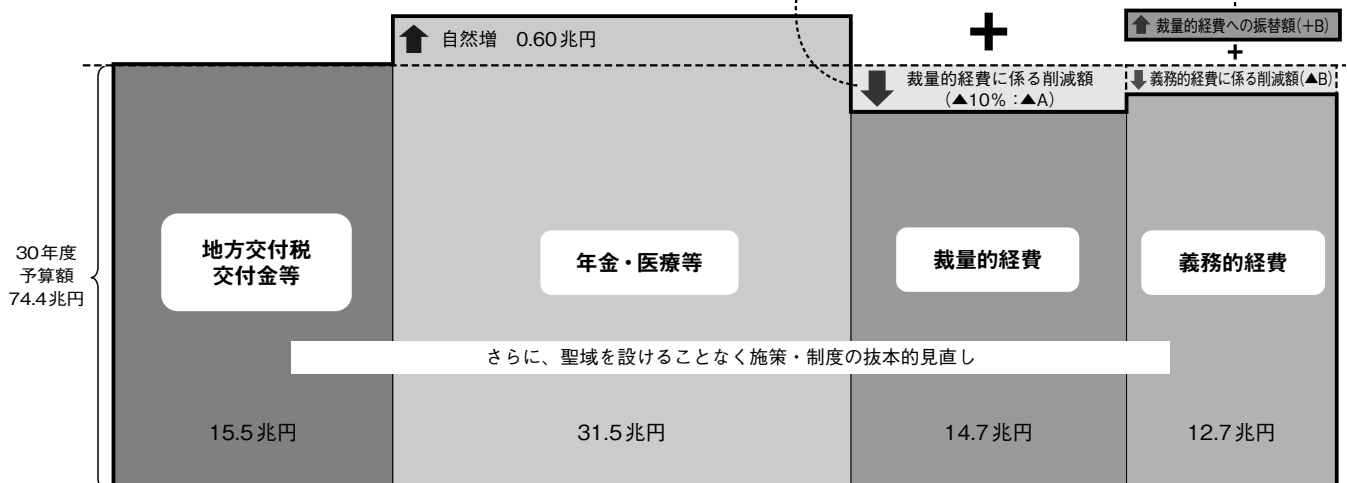 自然増 0.60兆円
+
裁量的経費への振替額(+B)
+
裁量的経費に係る削減額
(▲10%:▲A)
義務的経費に係る削減額(▲B)
30年度
予算額
74.4兆円
地方交付税
交付金等
年金・医療等
裁量的経費
義務的経費
さらに、聖域を設けることなく施策・制度の抜本的見直し
15.5兆円
31.5兆円
14.7兆円
12.7兆円